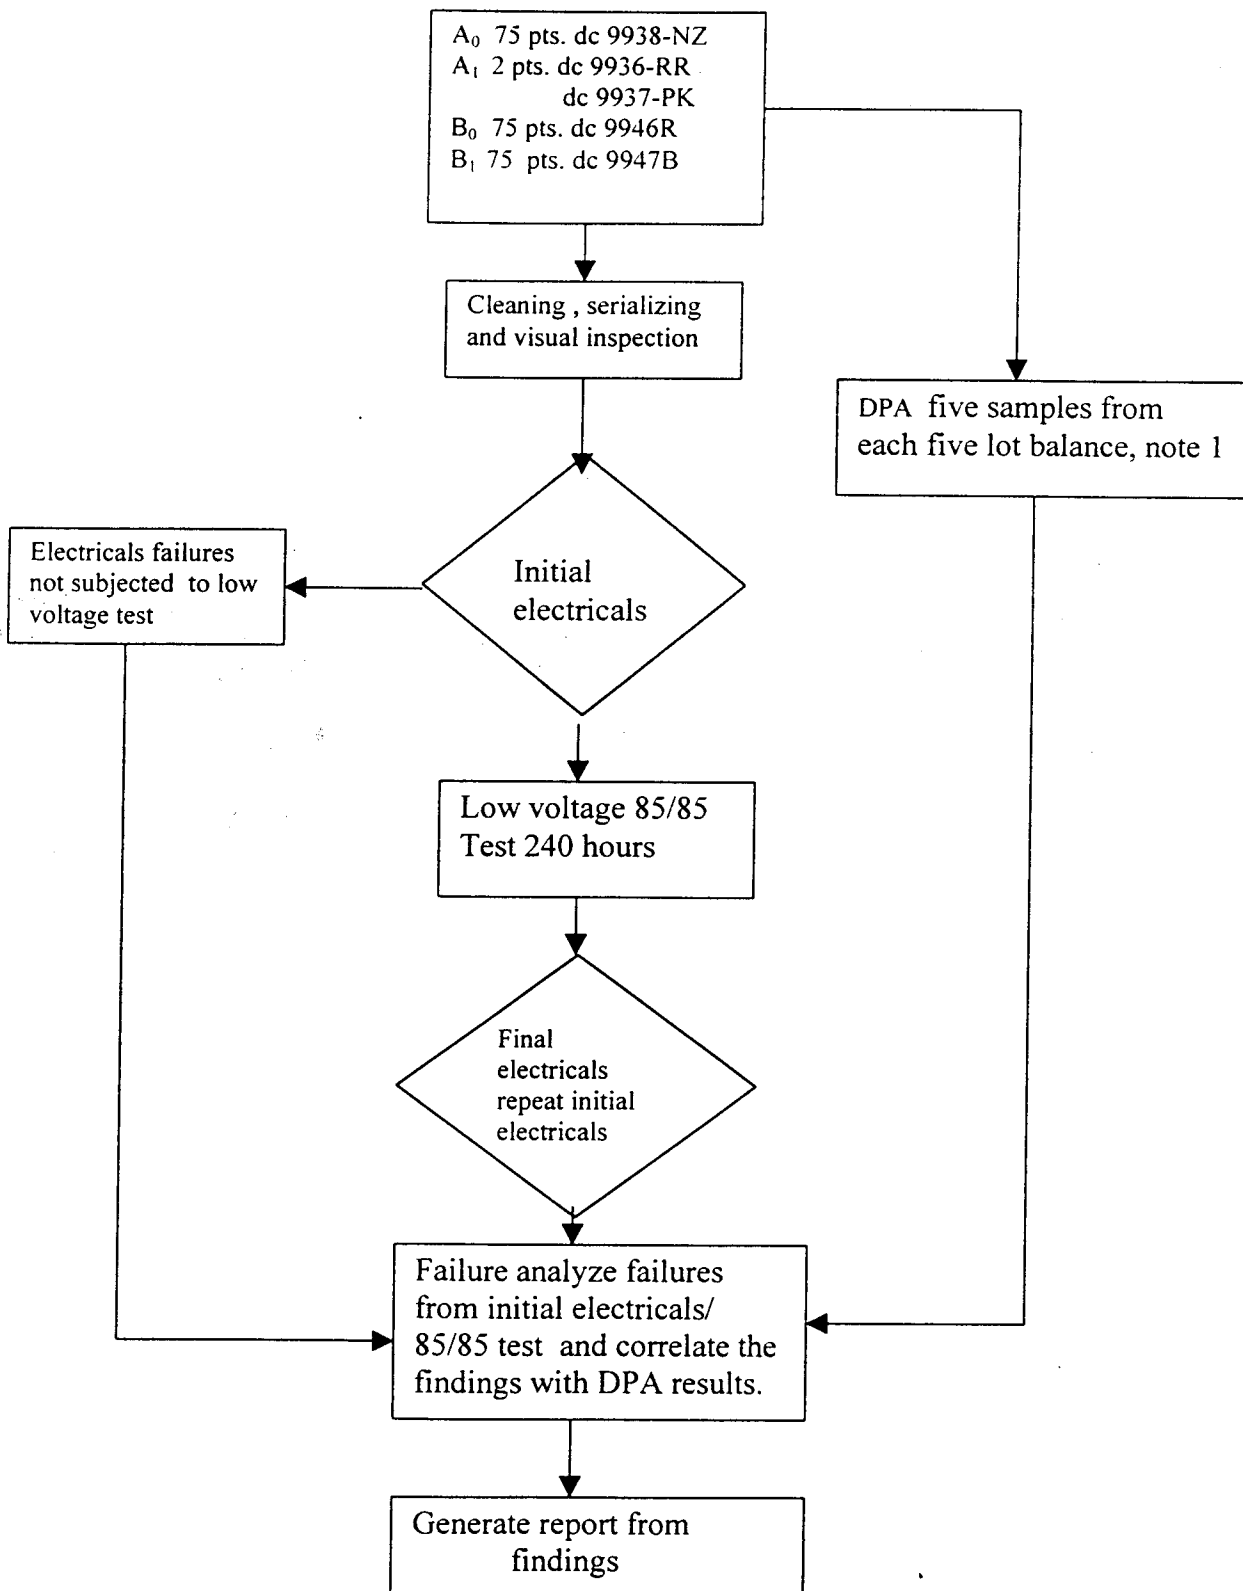 A₀ 75 pts. dc 9938-NZ
A₁ 2 pts. dc 9936-RR
dc 9937-PK
B₀ 75 pts. dc 9946R
B₁ 75 pts. dc 9947B
Cleaning , serializing
and visual inspection
DPA five samples from
each five lot balance, note 1
Initial
electricals
Electricals failures
not subjected to low
voltage test
Low voltage 85/85
Test 240 hours
Final
electricals
repeat initial
electricals
Failure analyze failures
from initial electricals/
85/85 test and correlate the
findings with DPA results.
Generate report from
findings